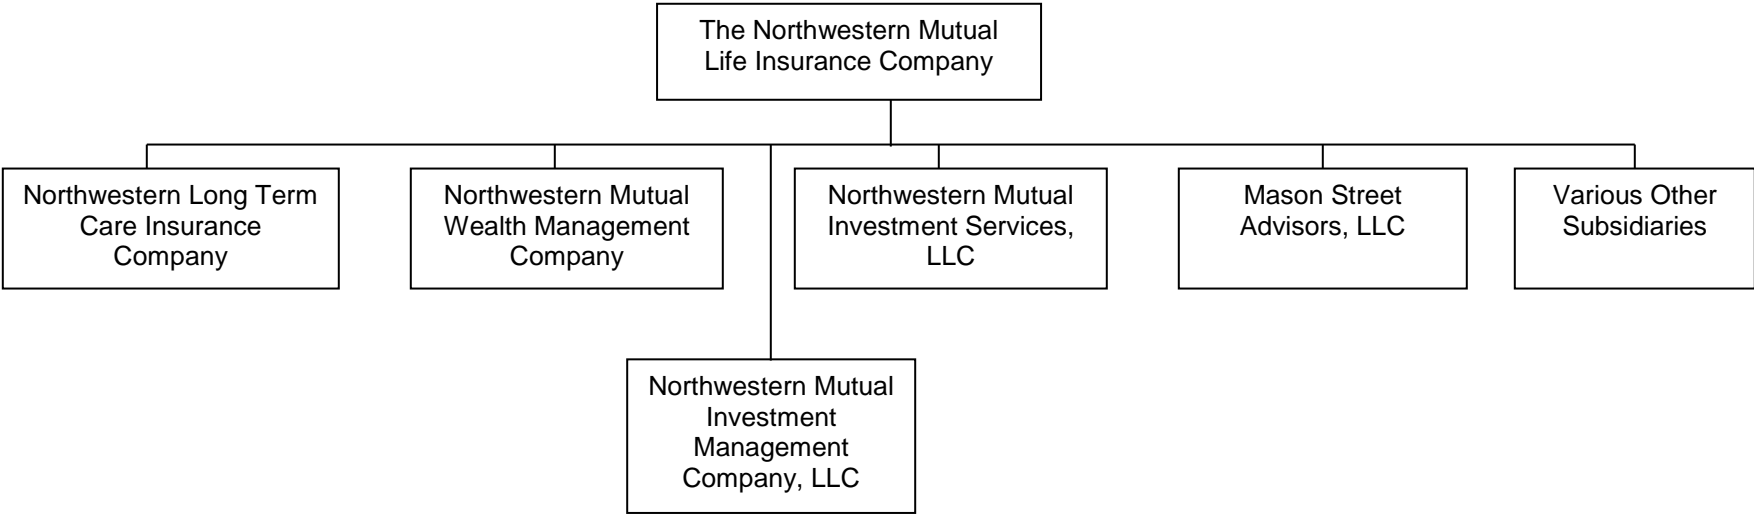 The Northwestern Mutual
Life Insurance Company
Northwestern Long Term
Care Insurance
Company
Northwestern Mutual
Wealth Management
Company
Northwestern Mutual
Investment Services,
LLC
Mason Street
Advisors, LLC
Various Other
Subsidiaries
Northwestern Mutual
Investment
Management
Company, LLC